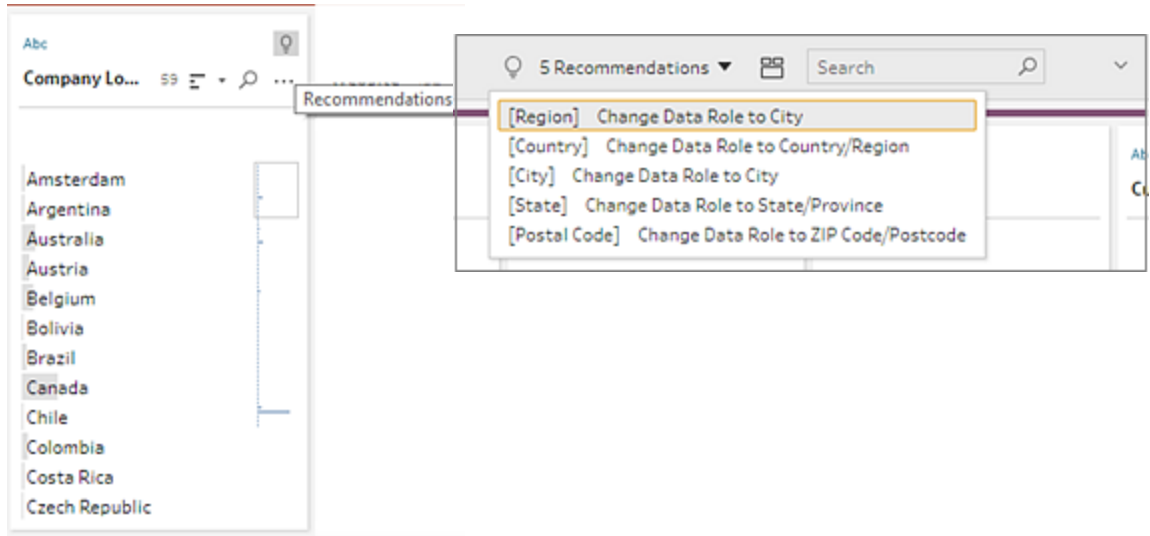 Abc
Company Lo... 59 ...
Recommendations
Amsterdam
Argentina
Australia
Austria
Belgium
Bolivia
Brazil
Canada
Chile
Colombia
Costa Rica
Czech Republic
5 Recommendations Search
[Region] Change Data Role to City
[Country] Change Data Role to Country/Region
[City] Change Data Role to City
[State] Change Data Role to State/Province
[Postal Code] Change Data Role to ZIP Code/Postcode